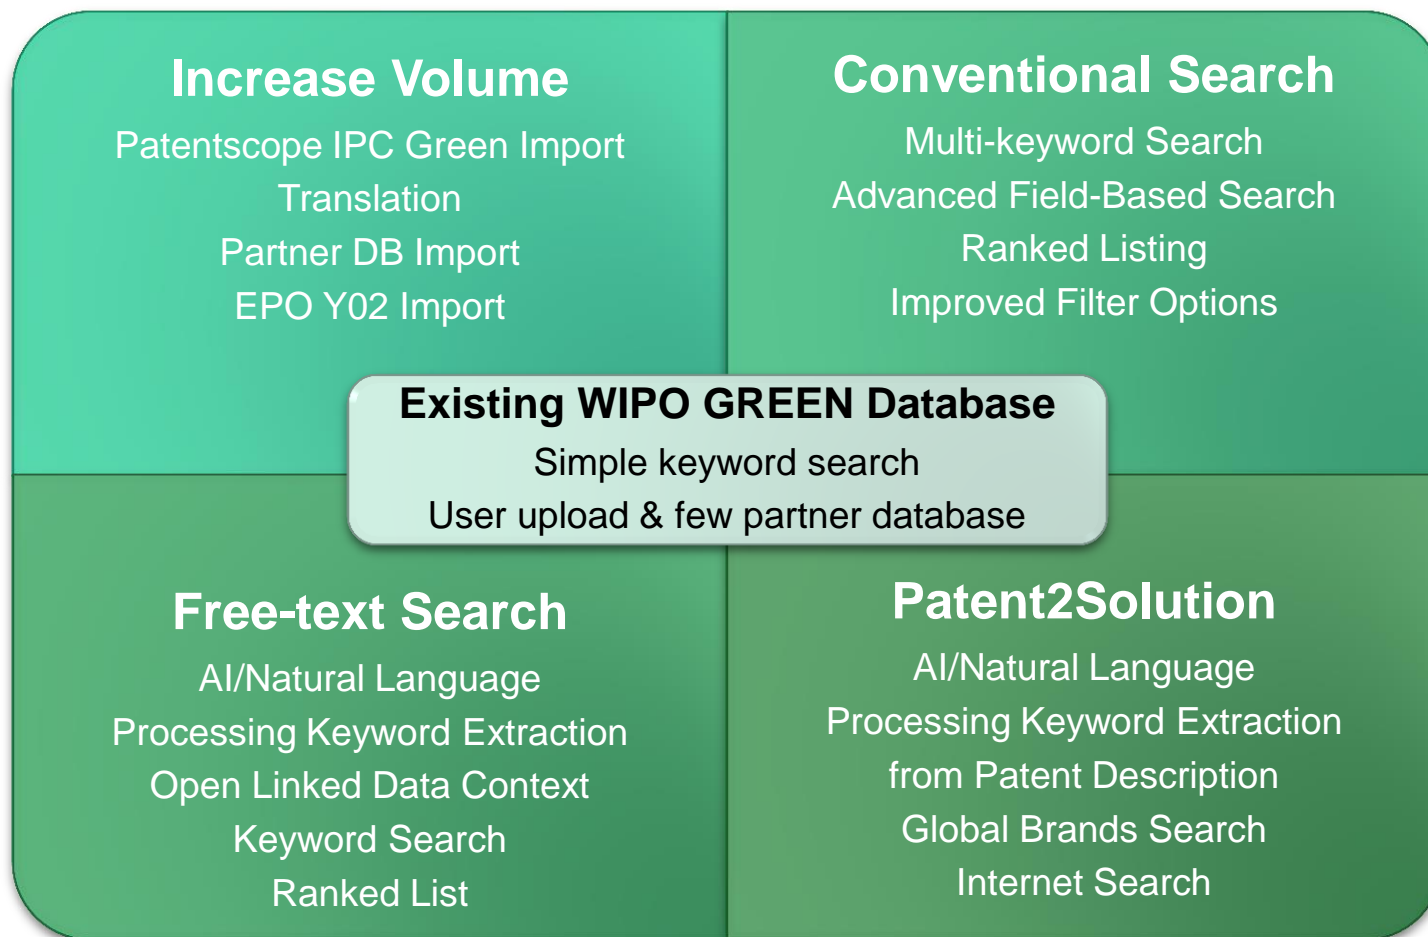 Increase Volume
Patentscope IPC Green Import
Translation
Partner DB Import
EPO Y02 Import
Conventional Search
Multi-keyword Search
Advanced Field-Based Search
Ranked Listing
Improved Filter Options
Existing WIPO GREEN Database
Simple keyword search
User upload & few partner database
Free-text Search
AI/Natural Language
Processing Keyword Extraction
Open Linked Data Context
Keyword Search
Ranked List
Patent2Solution
AI/Natural Language
Processing Keyword Extraction
from Patent Description
Global Brands Search
Internet Search